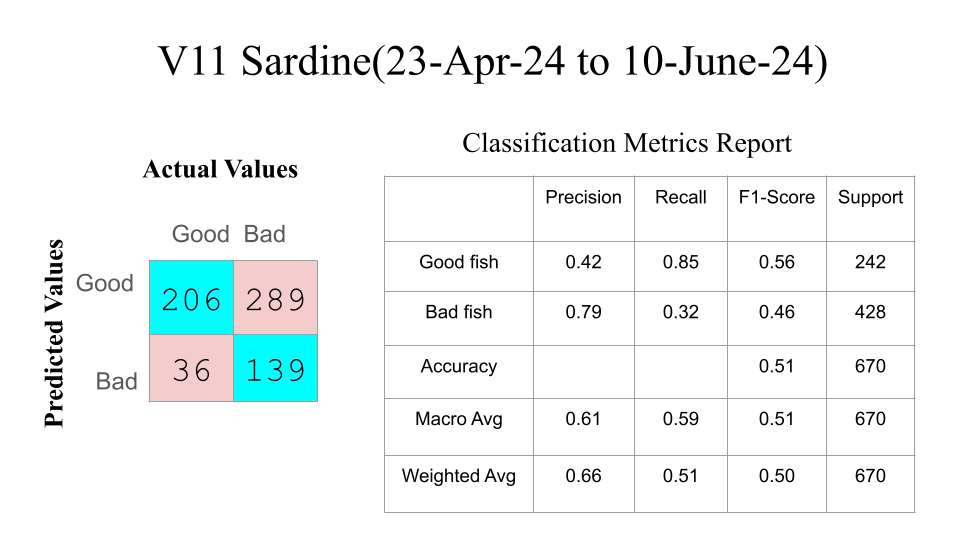 V11 Sardine(23-Apr-24 to 10-June-24)
Actual Values
Good Bad
Predicted Values
Good
206 289
Bad
36 139
Classification Metrics Report
Precision Recall F1-Score Support
Good fish 0.42 0.85 0.56 242
Bad fish 0.79 0.32 0.46 428
Accuracy 0.51 670
Macro Avg 0.61 0.59 0.51 670
Weighted Avg 0.66 0.51 0.50 670